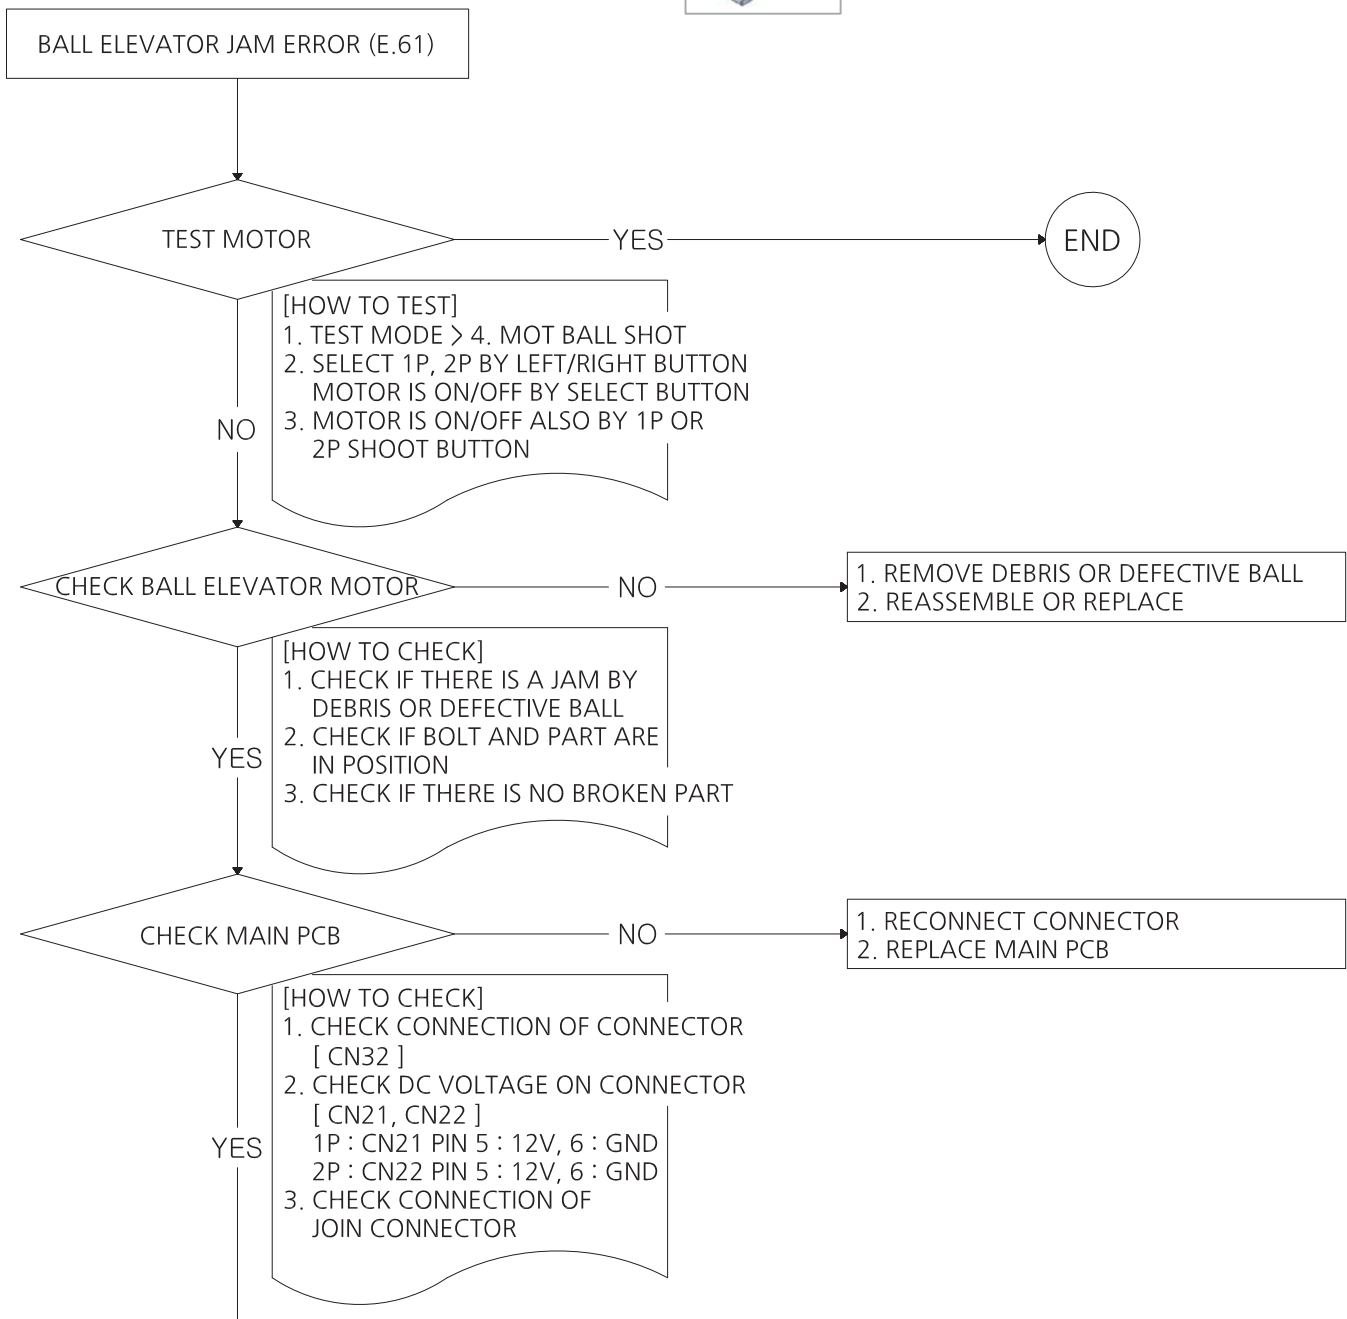 BALL ELEVATOR JAM ERROR (E.61)
TEST MOTOR
YES
END
[HOW TO TEST]
1. TEST MODE > 4. MOT BALL SHOT
2. SELECT 1P, 2P BY LEFT/RIGHT BUTTON
MOTOR IS ON/OFF BY SELECT BUTTON
3. MOTOR IS ON/OFF ALSO BY 1P OR
2P SHOOT BUTTON
NO
CHECK BALL ELEVATOR MOTOR
NO
1. REMOVE DEBRIS OR DEFECTIVE BALL
2. REASSEMBLE OR REPLACE
[HOW TO CHECK]
1. CHECK IF THERE IS A JAM BY
DEBRIS OR DEFECTIVE BALL
2. CHECK IF BOLT AND PART ARE
IN POSITION
3. CHECK IF THERE IS NO BROKEN PART
YES
CHECK MAIN PCB
NO
1. RECONNECT CONNECTOR
2. REPLACE MAIN PCB
[HOW TO CHECK]
1. CHECK CONNECTION OF CONNECTOR
[ CN32 ]
2. CHECK DC VOLTAGE ON CONNECTOR
[ CN21, CN22 ]
1P : CN21 PIN 5 : 12V, 6 : GND
2P : CN22 PIN 5 : 12V, 6 : GND
3. CHECK CONNECTION OF
JOIN CONNECTOR
YES